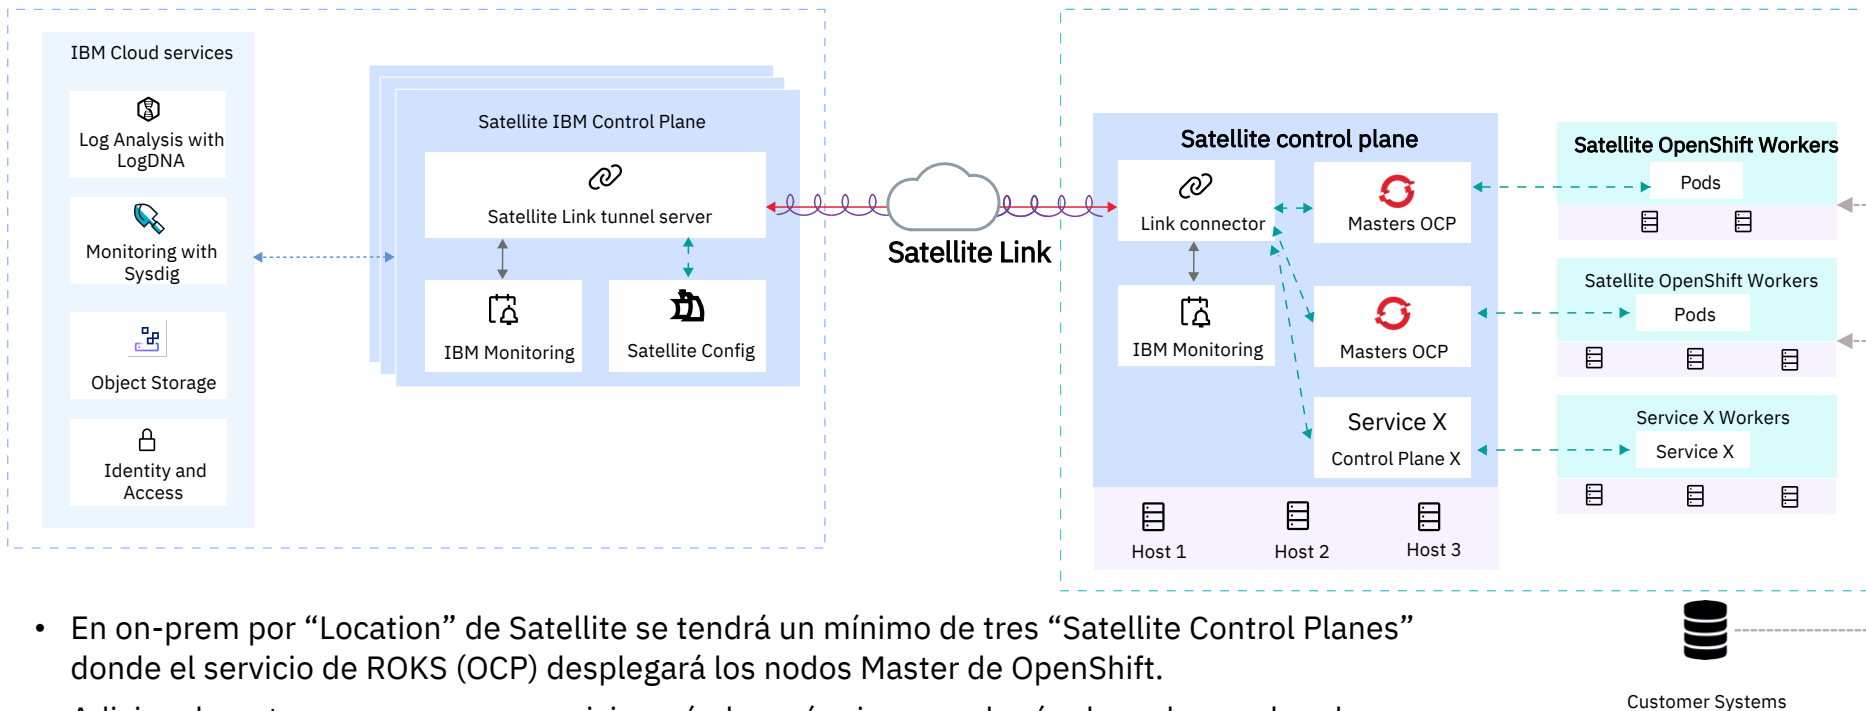 IBM Cloud services
Log Analysis with
LogDNA
Monitoring with
Sysdig
Object Storage
Identity and
Access
Satellite IBM Control Plane
Satellite Link tunnel server
IBM Monitoring
Satellite Config
Satellite Link
Satellite control plane
Link connector
Masters OCP
IBM Monitoring
Masters OCP
Service X
Control Plane X
Host 1
Host 2
Host 3
Satellite OpenShift Workers
Pods
Satellite OpenShift Workers
Pods
Service X Workers
Service X
• En on-prem por “Location” de Satellite se tendrá un mínimo de tres “Satellite Control Planes”
donde el servicio de ROKS (OCP) desplegará los nodos Master de OpenShift.
Customer Systems